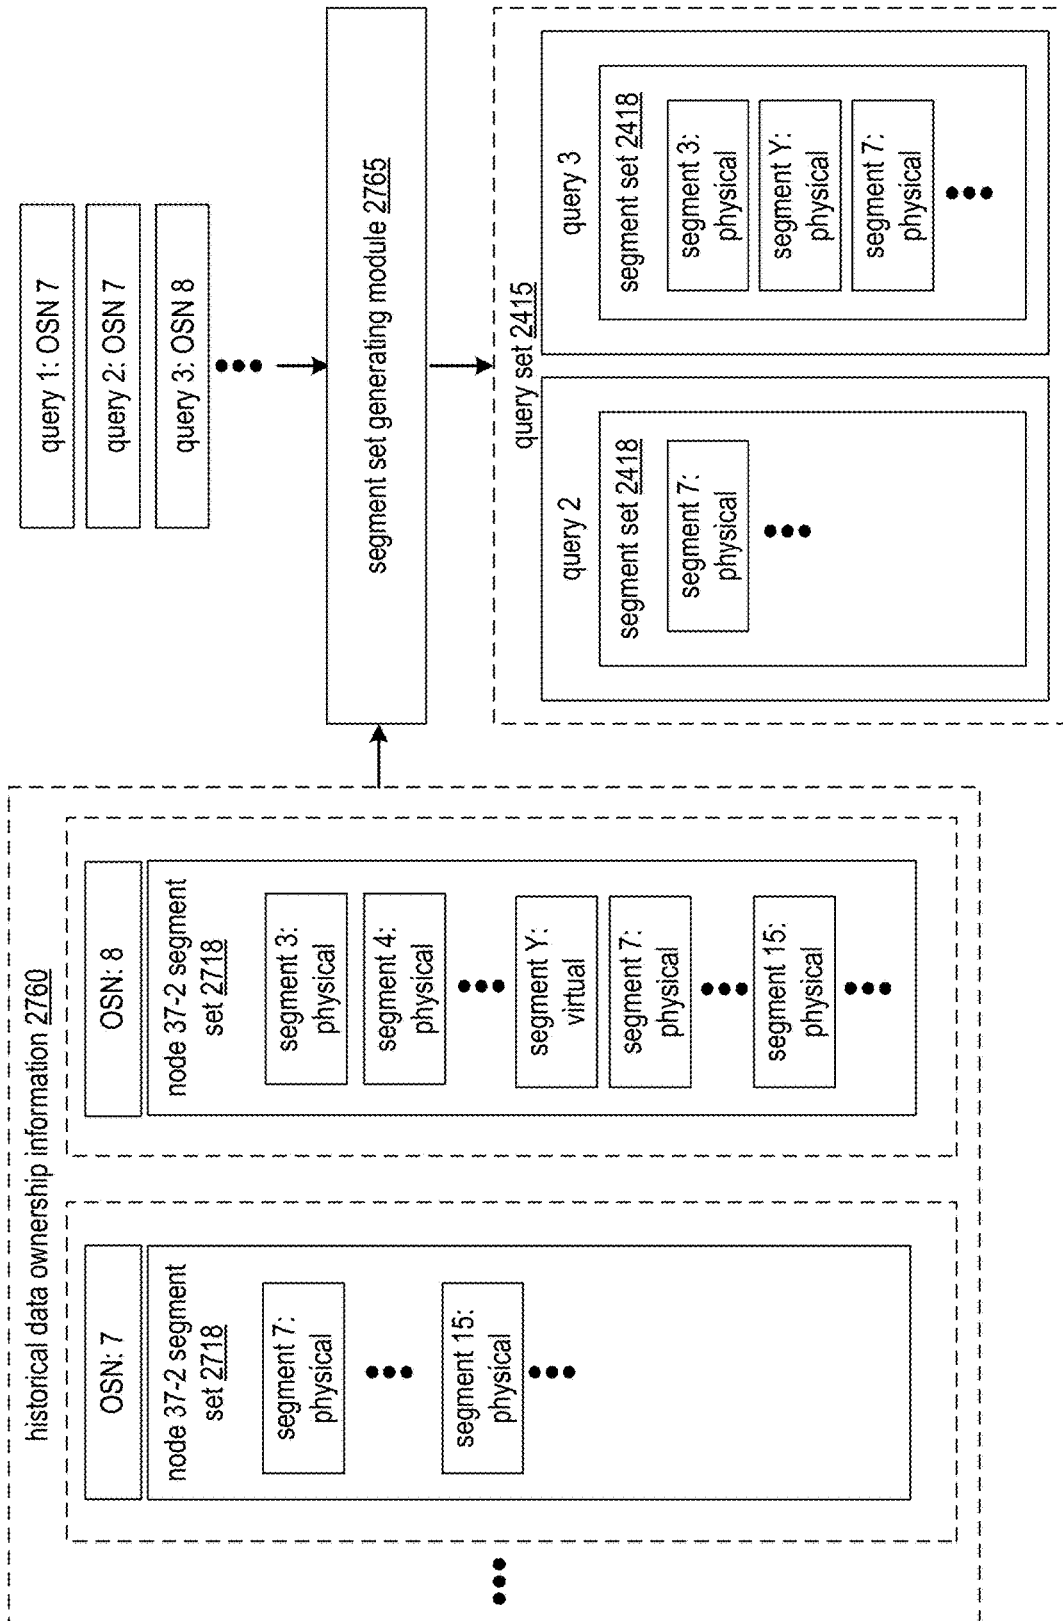 historical data ownership information 2760
OSN: 7
node 37-2 segment
set 2718
segment 7:
physical
segment 15:
physical
OSN: 8
node 37-2 segment
set 2718
segment 3:
physical
segment 4:
physical
segment Y:
virtual
segment 7:
physical
segment 15:
physical
query 1: OSN 7
query 2: OSN 7
query 3: OSN 8
segment set generating module 2765
query set 2415
query 2
segment set 2418
segment 7:
physical
query 3
segment set 2418
segment 3:
physical
segment Y:
physical
segment 7:
physical